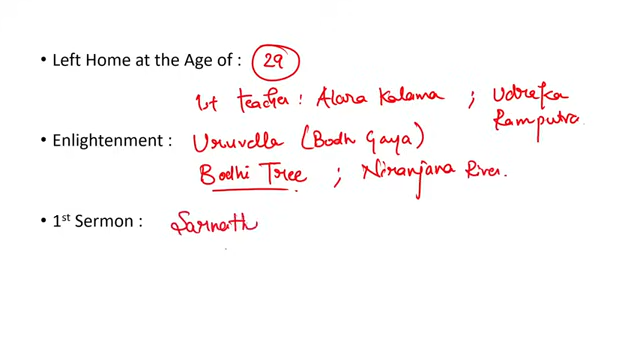 • Left Home at the Age of : 29
1st teacher : Alara Kalama ; Udraka
Ramputra
• Enlightenment : Uruvella (Bodh Gaya)
Bodhi Tree ; Niranjana River.
• 1st Sermon : Sarnath